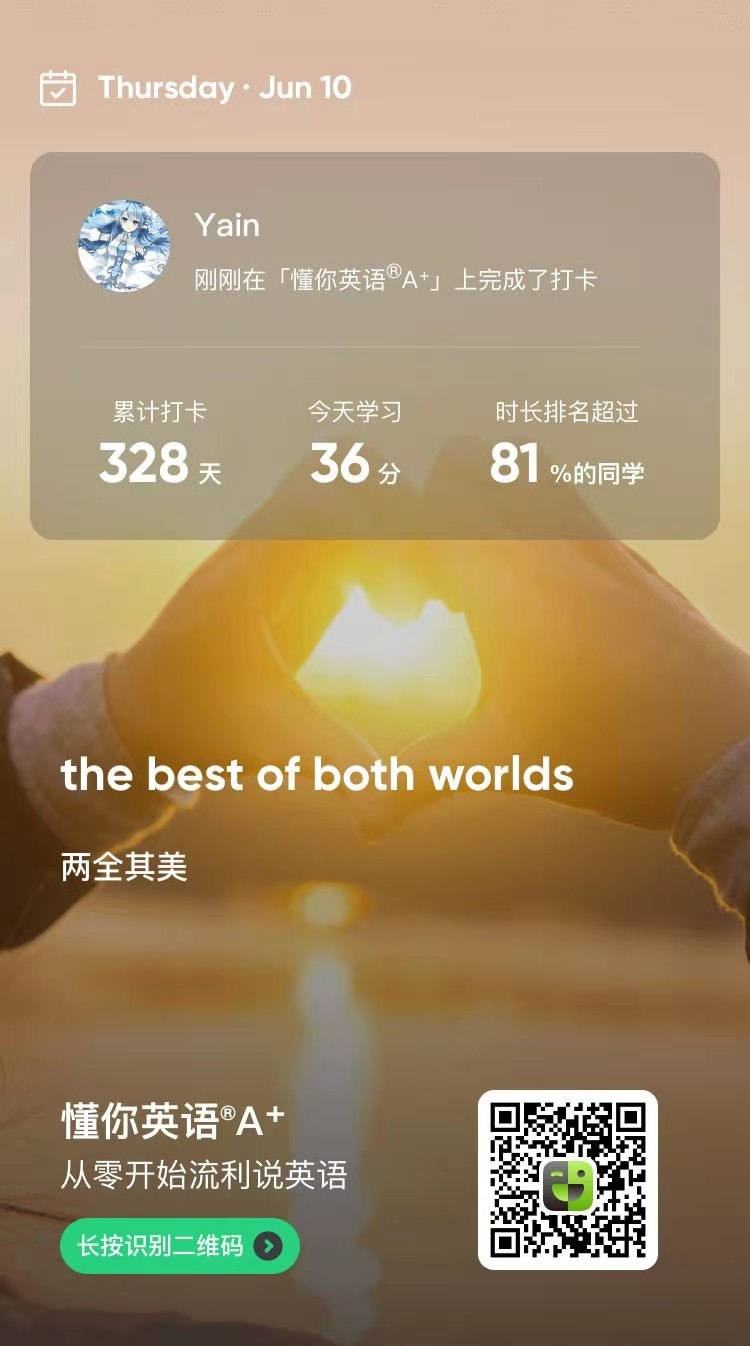 Thursday · Jun 10
Yain
刚刚在「懂你英语®A⁺」上完成了打卡
累计打卡 今天学习 时长排名超过
328 天 36 分 81 %的同学
the best of both worlds
两全其美
懂你英语®A⁺
从零开始流利说英语
长按识别二维码